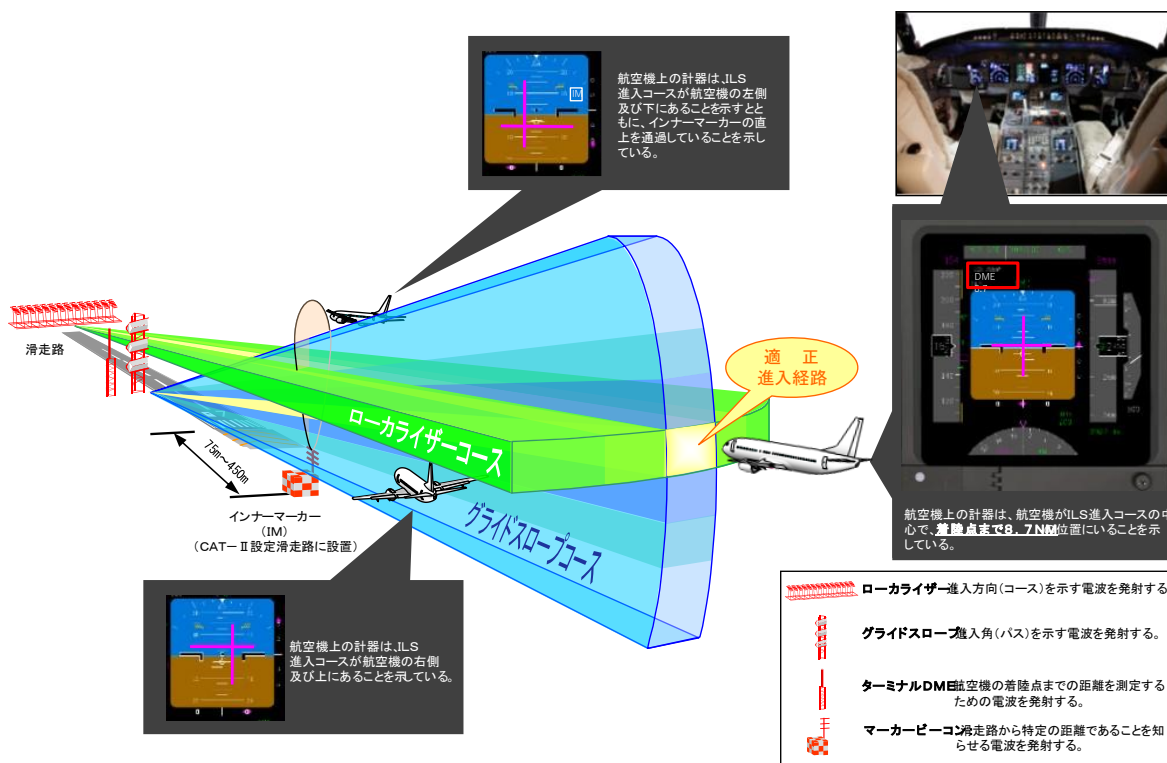 航空機上の計器は、ILS
進入コースが航空機の左側
及び下にあることを示すとと
もに、インナーマーカーの直
上を通過していることを示し
ている。
IM
滑走路
適 正
進入経路
ローカライザーコース
グライドスロープコース
75m~450m
インナーマーカー
(IM)
(CAT-Ⅱ設定滑走路に設置)
航空機上の計器は、ILS
進入コースが航空機の右側
及び上にあることを示している。
DME
8.7
航空機上の計器は、航空機がILS進入コースの中
心で、着陸点まで8.7NM位置にいることを示
している。
ローカライザー進入方向(コース)を示す電波を発射する
グライドスロープ進入角(パス)を示す電波を発射する。
ターミナルDME航空機の着陸点までの距離を測定する
ための電波を発射する。
マーカービーコン滑走路から特定の距離であることを知
らせる電波を発射する。